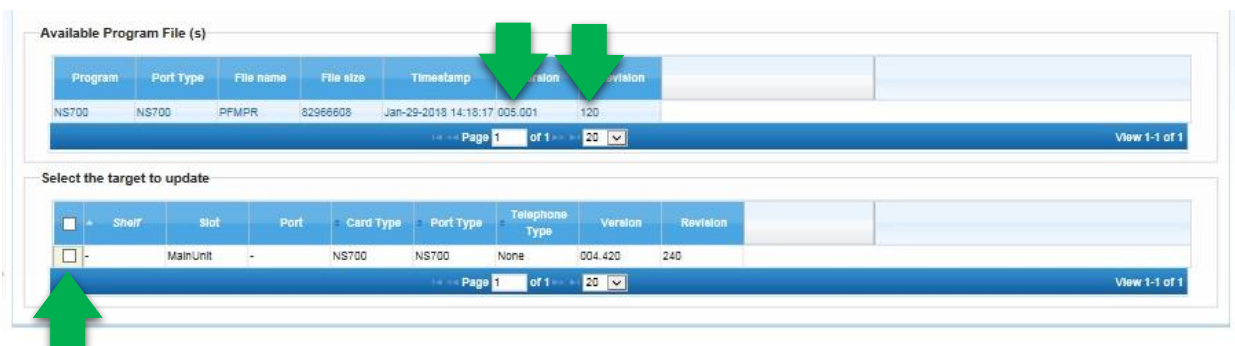 Available Program File (s)
Program Port Type File name File size Timestamp
NS700 NS700 PFMPR 82966608 Jan-29-2018 14:18:17 005.001 120
Page 1 of 1 20 View 1-1 of 1
Select the target to update
Shelf Slot Port Card Type Port Type Telephone Type Version Revision
- MainUnit - NS700 NS700 None 004.420 240
Page 1 of 1 20 View 1-1 of 1